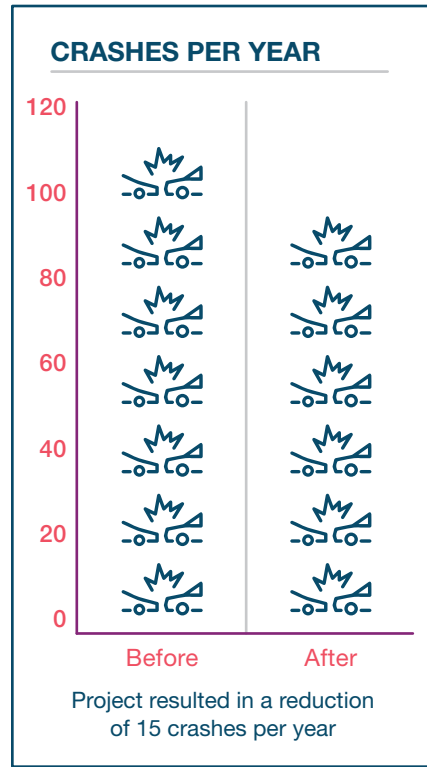 CRASHES PER YEAR
120
100
80
60
40
20
0
Before After
Project resulted in a reduction
of 15 crashes per year